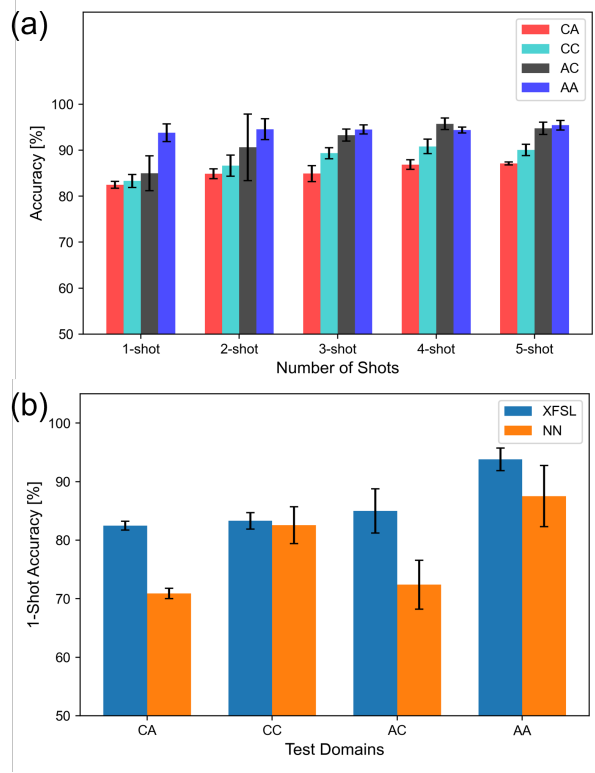 (a)
CA
CC
AC
AA
100
90
80
70
60
50
Accuracy [%]
1-shot 2-shot 3-shot 4-shot 5-shot
Number of Shots
(b)
XFSL
NN
100
90
80
70
60
50
1-Shot Accuracy [%]
CA CC AC AA
Test Domains